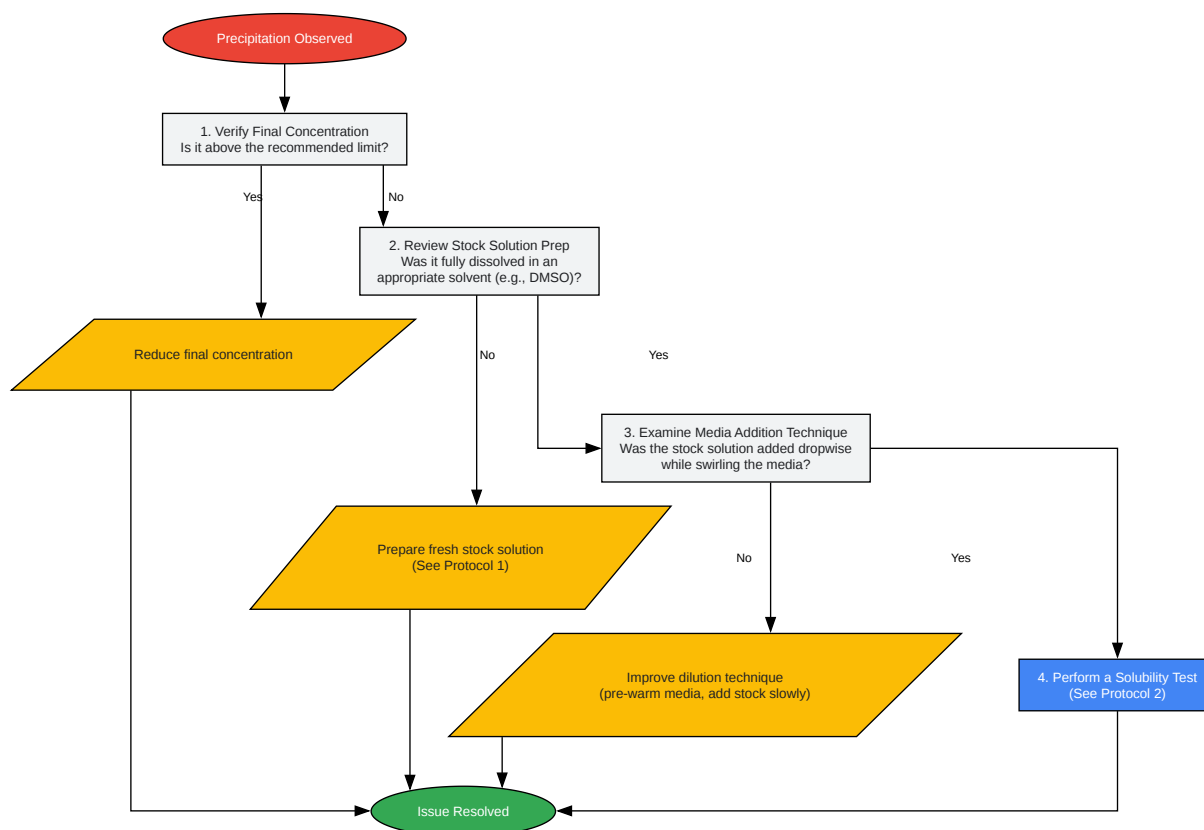 Precipitation Observed
1. Verify Final Concentration
Is it above the recommended limit?
Yes
No
2. Review Stock Solution Prep
Was it fully dissolved in an
appropriate solvent (e.g., DMSO)?
Reduce final concentration
No
Yes
3. Examine Media Addition Technique
Was the stock solution added dropwise
while swirling the media?
Prepare fresh stock solution
(See Protocol 1)
No
Yes
Improve dilution technique
(pre-warm media, add stock slowly)
4. Perform a Solubility Test
(See Protocol 2)
Issue Resolved